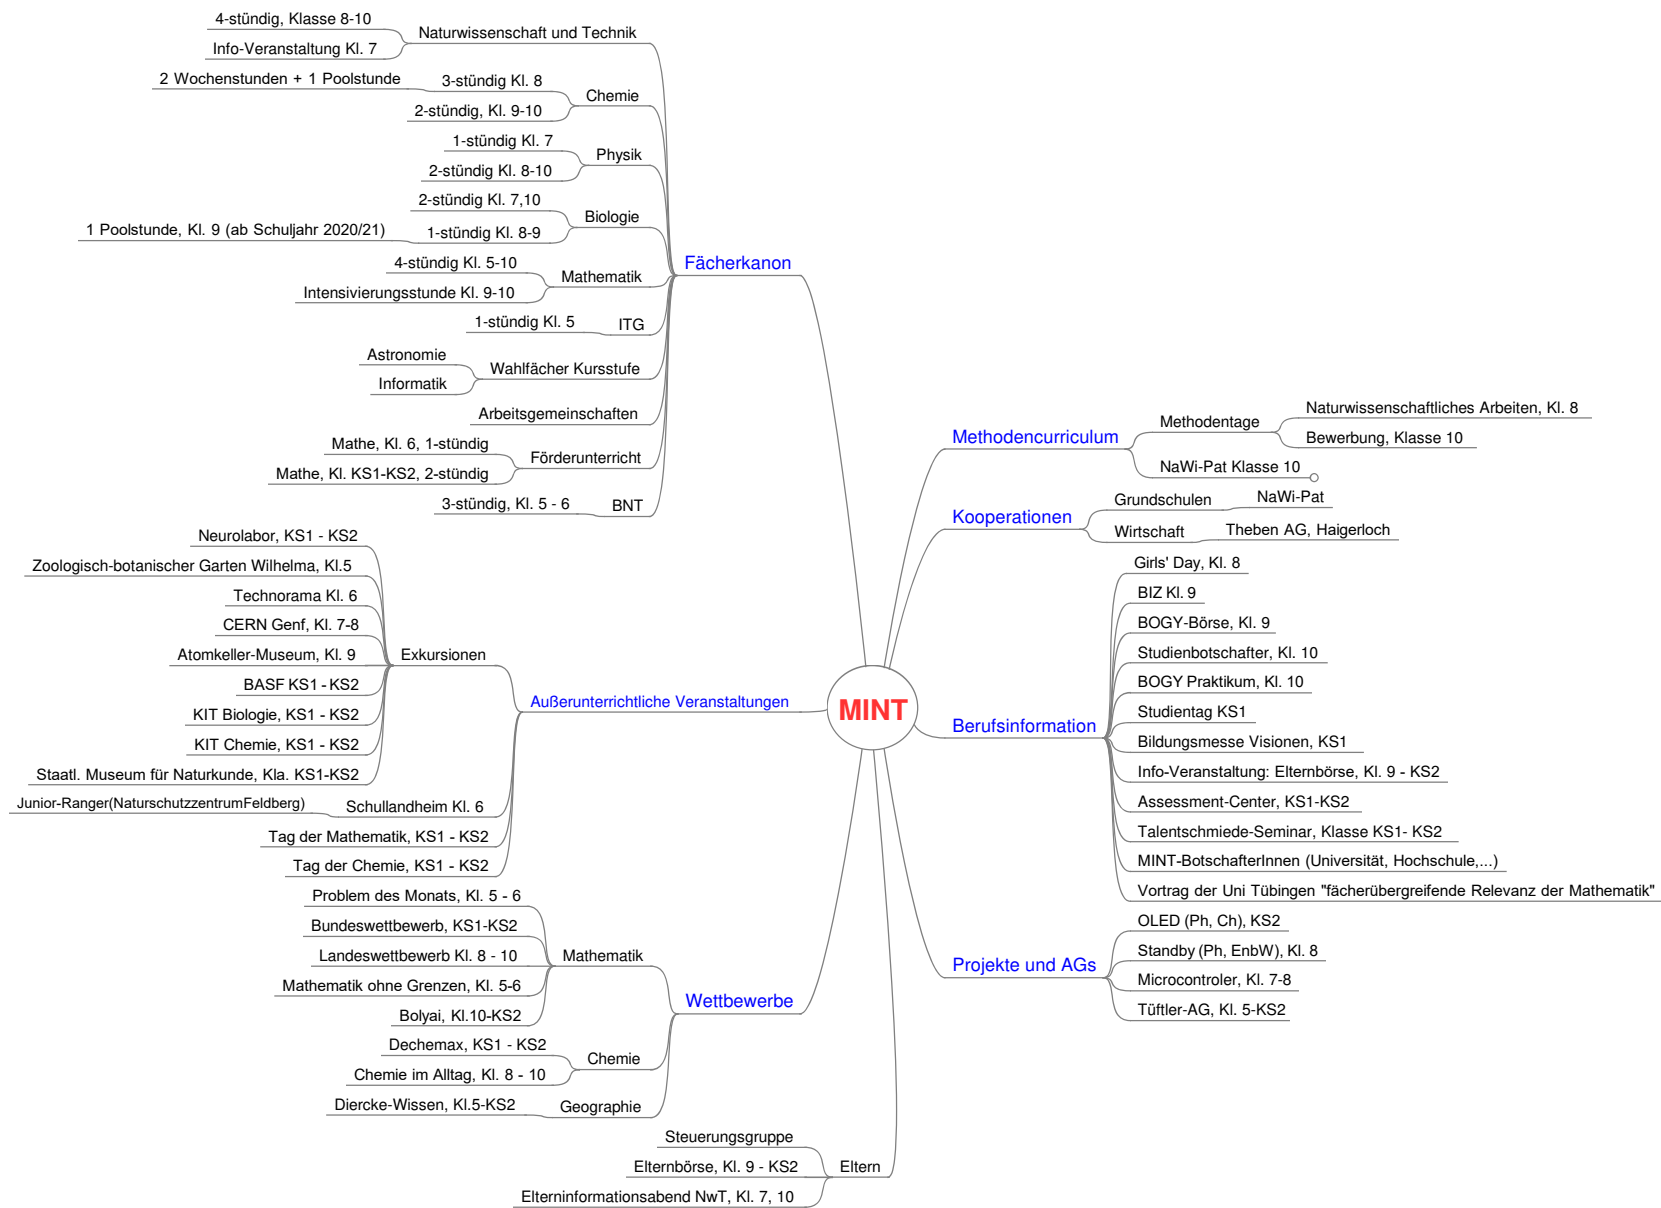 4-stündig, Klasse 8-10
Info-Veranstaltung Kl. 7
Naturwissenschaft und Technik
2 Wochenstunden + 1 Poolstunde
3-stündig Kl. 8
2-stündig, Kl. 9-10
Chemie
1-stündig Kl. 7
2-stündig Kl. 8-10
Physik
2-stündig Kl. 7,10
1 Poolstunde, Kl. 9 (ab Schuljahr 2020/21)
1-stündig Kl. 8-9
Biologie
4-stündig Kl. 5-10
Intensivierungsstunde Kl. 9-10
Mathematik
1-stündig Kl. 5
ITG
Astronomie
Informatik
Wahlfächer Kursstufe
Arbeitsgemeinschaften
Mathe, Kl. 6, 1-stündig
Mathe, Kl. KS1-KS2, 2-stündig
Förderunterricht
3-stündig, Kl. 5 - 6
BNT
Fächerkanon
Neurolabor, KS1 - KS2
Zoologisch-botanischer Garten Wilhelma, Kl.5
Technorama Kl. 6
CERN Genf, Kl. 7-8
Atomkeller-Museum, Kl. 9
BASF KS1 - KS2
KIT Biologie, KS1 - KS2
KIT Chemie, KS1 - KS2
Staatl. Museum für Naturkunde, Kla. KS1-KS2
Exkursionen
Junior-Ranger(NaturschutzzentrumFeldberg)
Schullandheim Kl. 6
Tag der Mathematik, KS1 - KS2
Tag der Chemie, KS1 - KS2
Außerunterrichtliche Veranstaltungen
Problem des Monats, Kl. 5 - 6
Bundeswettbewerb, KS1-KS2
Landeswettbewerb Kl. 8 - 10
Mathematik ohne Grenzen, Kl. 5-6
Bolyai, Kl.10-KS2
Mathematik
Dechemax, KS1 - KS2
Chemie im Alltag, Kl. 8 - 10
Chemie
Diercke-Wissen, Kl.5-KS2
Geographie
Wettbewerbe
Steuerungsgruppe
Elternbörse, Kl. 9 - KS2
Elterninformationsabend NwT, Kl. 7, 10
Eltern
MINT
Methodencurriculum
Methodentage
Naturwissenschaftliches Arbeiten, Kl. 8
Bewerbung, Klasse 10
NaWi-Pat Klasse 10
Kooperationen
Grundschulen
NaWi-Pat
Wirtschaft
Theben AG, Haigerloch
Berufsinformation
Girls' Day, Kl. 8
BIZ Kl. 9
BOGY-Börse, Kl. 9
Studienbotschafter, Kl. 10
BOGY Praktikum, Kl. 10
Studientag KS1
Bildungsmesse Visionen, KS1
Info-Veranstaltung: Elternbörse, Kl. 9 - KS2
Assessment-Center, KS1-KS2
Talentschmiede-Seminar, Klasse KS1- KS2
MINT-BotschafterInnen (Universität, Hochschule,...)
Vortrag der Uni Tübingen "fächerübergreifende Relevanz der Mathematik"
Projekte und AGs
OLED (Ph, Ch), KS2
Standby (Ph, EnbW), Kl. 8
Microcontroler, Kl. 7-8
Tüftler-AG, Kl. 5-KS2